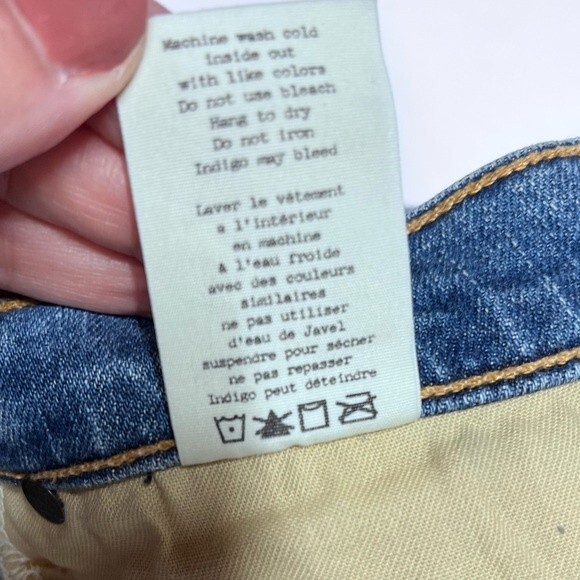 Machine wash cold
inside out
with like colors
Do not use bleach
Hang to dry
Do not iron
Indigo may bleed
Laver le vétement
a l'intérieur
en machine
A l'eau froide
avec des couleurs
similaires
ne pas utiliser
d'eau de Javel
suspendre pour sécher
ne pas repasser
Indigo peut déteindre